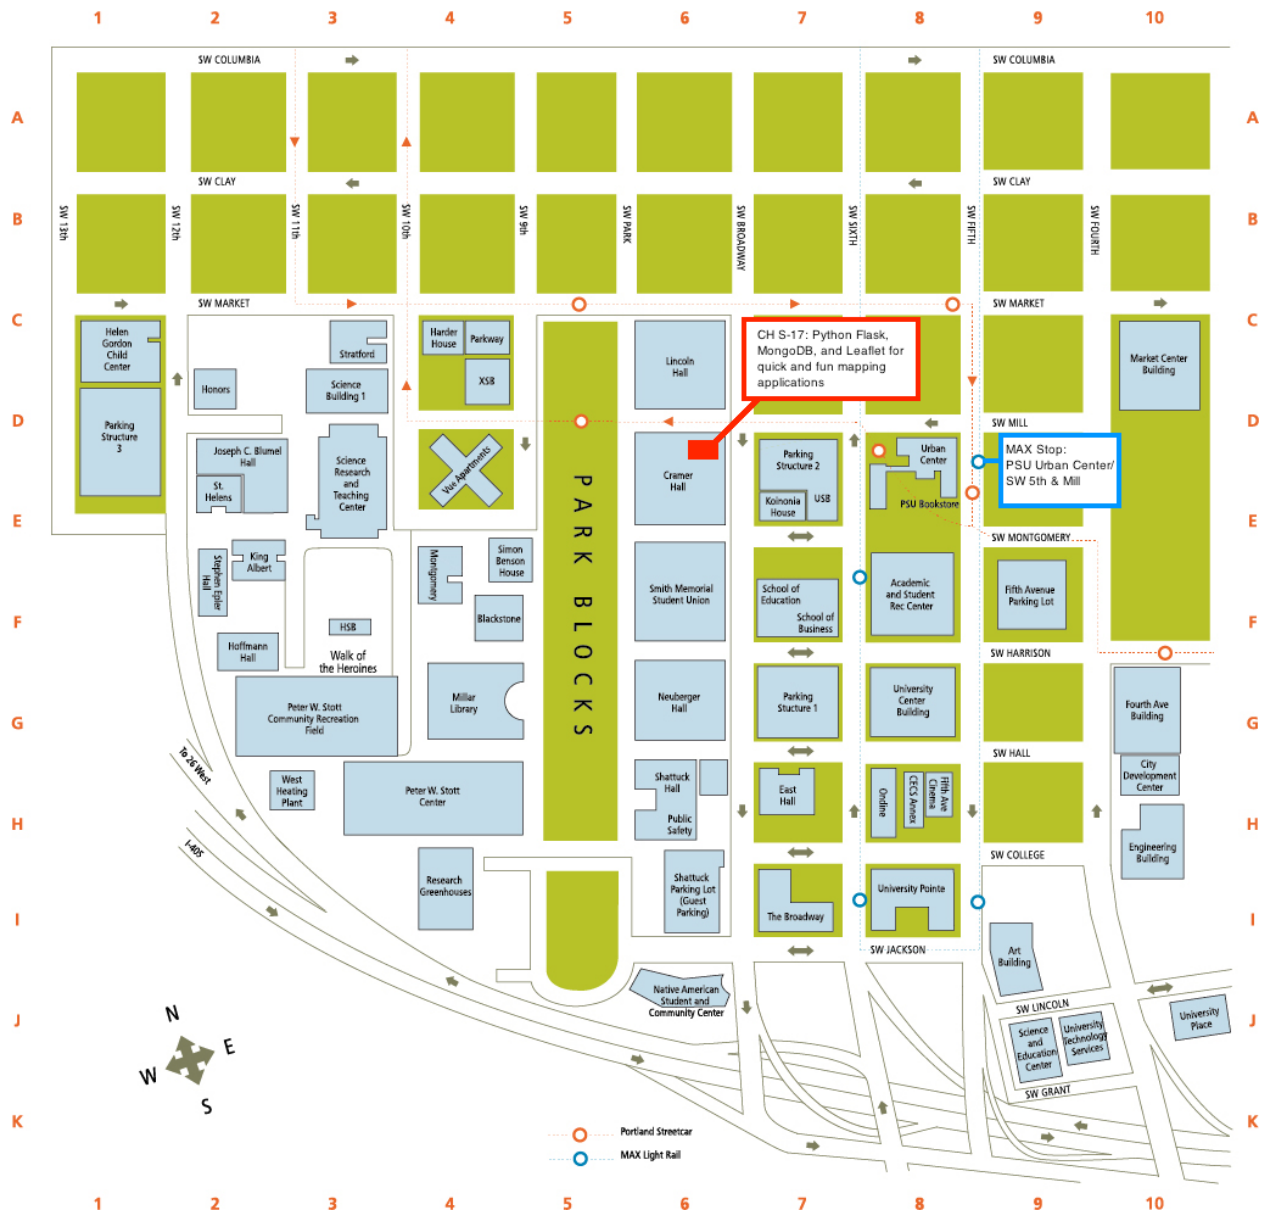 1 2 3 4 5 6 7 8 9 10
SW COLUMBIA
SW COLUMBIA
A
A
SW CLAY
SW CLAY
B
B
SW 13th
SW 12th
SW 11th
SW 10th
SW 9th
SW PARK
SW BROADWAY
SW SIXTH
SW FIFTH
SW FOURTH
SW MARKET
SW MARKET
C
C
Helen
Gordon
Child
Center
Stratford
Harder
House
Parkway
XSB
Lincoln
Hall
CH S-17: Python Flask,
MongoDB, and Leaflet for
quick and fun mapping
applications
Market Center
Building
Honors
Science
Building 1
D
D
SW MILL
Parking
Structure
3
Joseph C. Blumel
Hall
St.
Helens
Science
Research
and
Teaching
Center
Vue Apartments
PARK BLOCKS
Cramer
Hall
Parking
Structure 2
Koinonia
House
USB
Urban
Center
PSU Bookstore
MAX Stop:
PSU Urban Center/
SW 5th & Mill
E
E
SW MONTGOMERY
Stephen Epler
Hall
King
Albert
Montgomery
Simon
Benson
House
Blackstone
Smith Memorial
Student Union
School of
Education
School of
Business
Academic
and Student
Rec Center
Fifth Avenue
Parking Lot
F
F
Hoffmann
Hall
HSB
Walk of
the Heroines
SW HARRISON
Peter W. Stott
Community Recreation
Field
Millar
Library
Neuberger
Hall
Parking
Stucture 1
University
Center
Building
Fourth Ave
Building
G
G
SW HALL
To 26 West
West
Heating
Plant
Peter W. Stott
Center
Shattuck
Hall
Public
Safety
East
Hall
Ondine
CECS Annex
Fifth Ave
Cinema
City
Development
Center
H
H
I-405
SW COLLEGE
Engineering
Building
Research
Greenhouses
Shattuck
Parking Lot
(Guest
Parking)
The Broadway
University Pointe
I
I
SW JACKSON
Art
Building
Native American
Student and
Community Center
SW LINCOLN
University
Place
J
J
Science
and
Education
Center
University
Technology
Services
N
E
W
S
SW GRANT
K
K
Portland Streetcar
MAX Light Rail
1 2 3 4 5 6 7 8 9 10